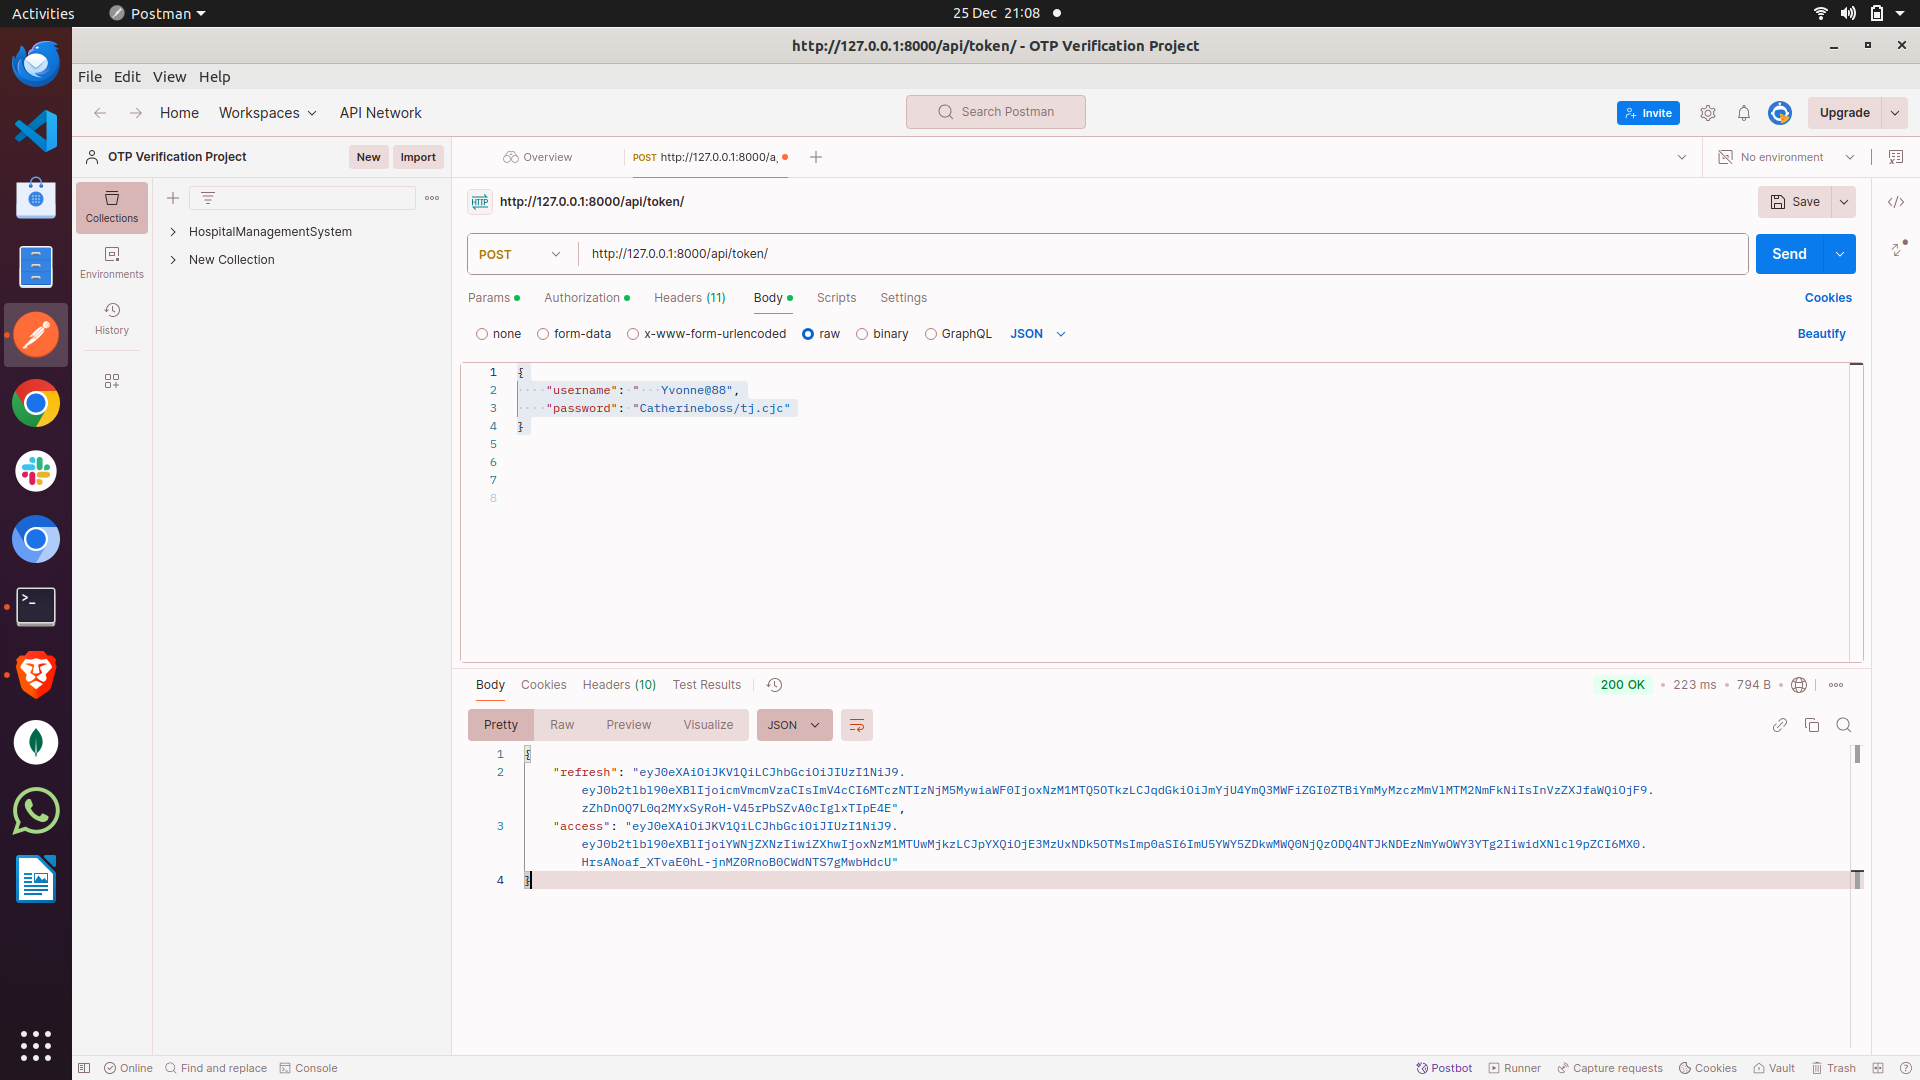 Activities
Postman
25 Dec 21:08
http://127.0.0.1:8000/api/token/ - OTP Verification Project
File Edit View Help
Home Workspaces API Network
Search Postman
Invite
Upgrade
OTP Verification Project
New Import
Overview
POST http://127.0.0.1:8000/a
No environment
Collections
Environments
History
HospitalManagementSystem
New Collection
HTTP
http://127.0.0.1:8000/api/token/
Save
POST http://127.0.0.1:8000/api/token/
Send
Params Authorization Headers (11) Body Scripts Settings
Cookies
none form-data x-www-form-urlencoded raw binary GraphQL JSON
Beautify
1 {
2 "username": "   Yvonne@88",
3 "password": "Catherineboss/tj.cjc"
4 }
5
6
7
8
Body Cookies Headers (10) Test Results
200 OK • 223 ms • 794 B •
Pretty Raw Preview Visualize JSON
1 {
2 "refresh": "eyJ0eXAiOiJKV1QiLCJhbGciOiJIUzI1NiJ9.
3 "access": "eyJ0eXAiOiJKV1QiLCJhbGciOiJIUzI1NiJ9.
4 }
Online Find and replace Console
Postbot Runner Capture requests Cookies Vault Trash